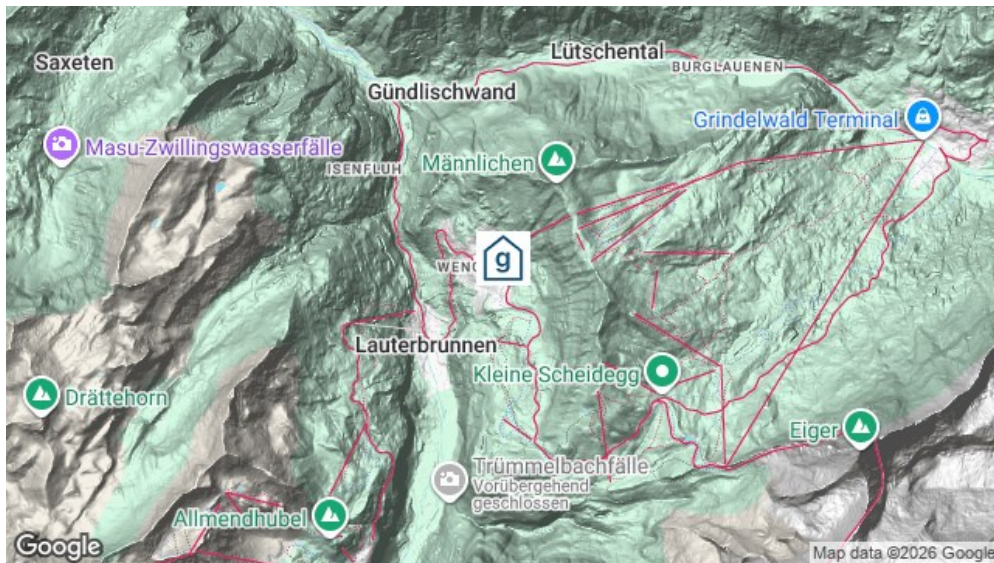 Saxeten
Lütschental
BURGLAUENEN
Gündlischwand
Grindelwald Terminal
Masu-Zwillingswasserfälle
ISENFLUH
Männlichen
g
WENG
Lauterbrunnen
Kleine Scheidegg
Drättehorn
Eiger
Trümmelbachfälle
Vorübergehend
geschlossen
Allmendhubel
Google
Map data ©2026 Google